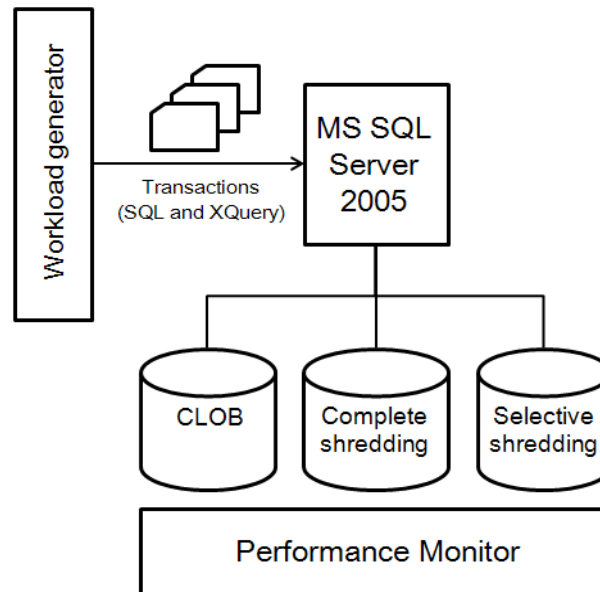 Workload generator
Transactions
(SQL and XQuery)
MS SQL
Server
2005
CLOB
Complete
shredding
Selective
shredding
Performance Monitor